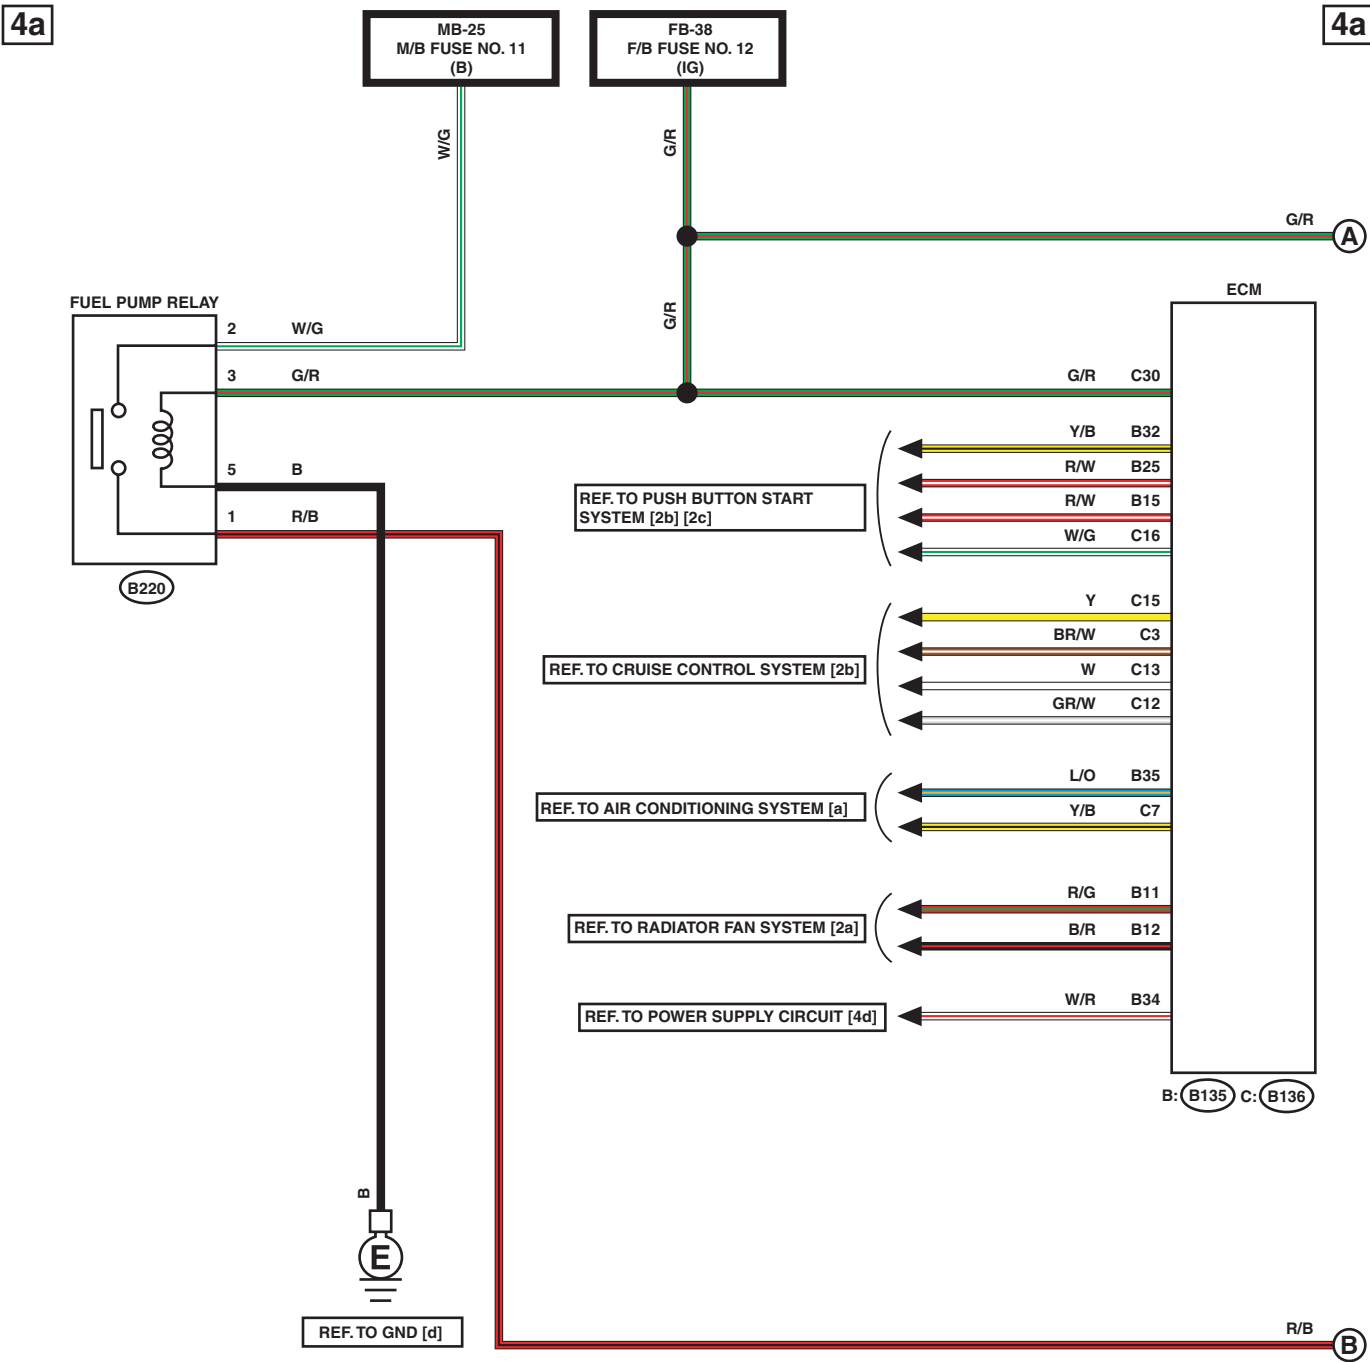 4a
4a
MB-25
M/B FUSE NO. 11
(B)
FB-38
F/B FUSE NO. 12
(IG)
W/G
G/R
G/R
A
G/R
ECM
FUEL PUMP RELAY
2 W/G
3 G/R
G/R C30
5 B
1 R/B
B220
REF. TO PUSH BUTTON START
SYSTEM [2b] [2c]
Y/B B32
R/W B25
R/W B15
W/G C16
REF. TO CRUISE CONTROL SYSTEM [2b]
Y C15
BR/W C3
W C13
GR/W C12
REF. TO AIR CONDITIONING SYSTEM [a]
L/O B35
Y/B C7
REF. TO RADIATOR FAN SYSTEM [2a]
R/G B11
B/R B12
REF. TO POWER SUPPLY CIRCUIT [4d]
W/R B34
B: B135 C: B136
B
E
REF. TO GND [d]
R/B
B